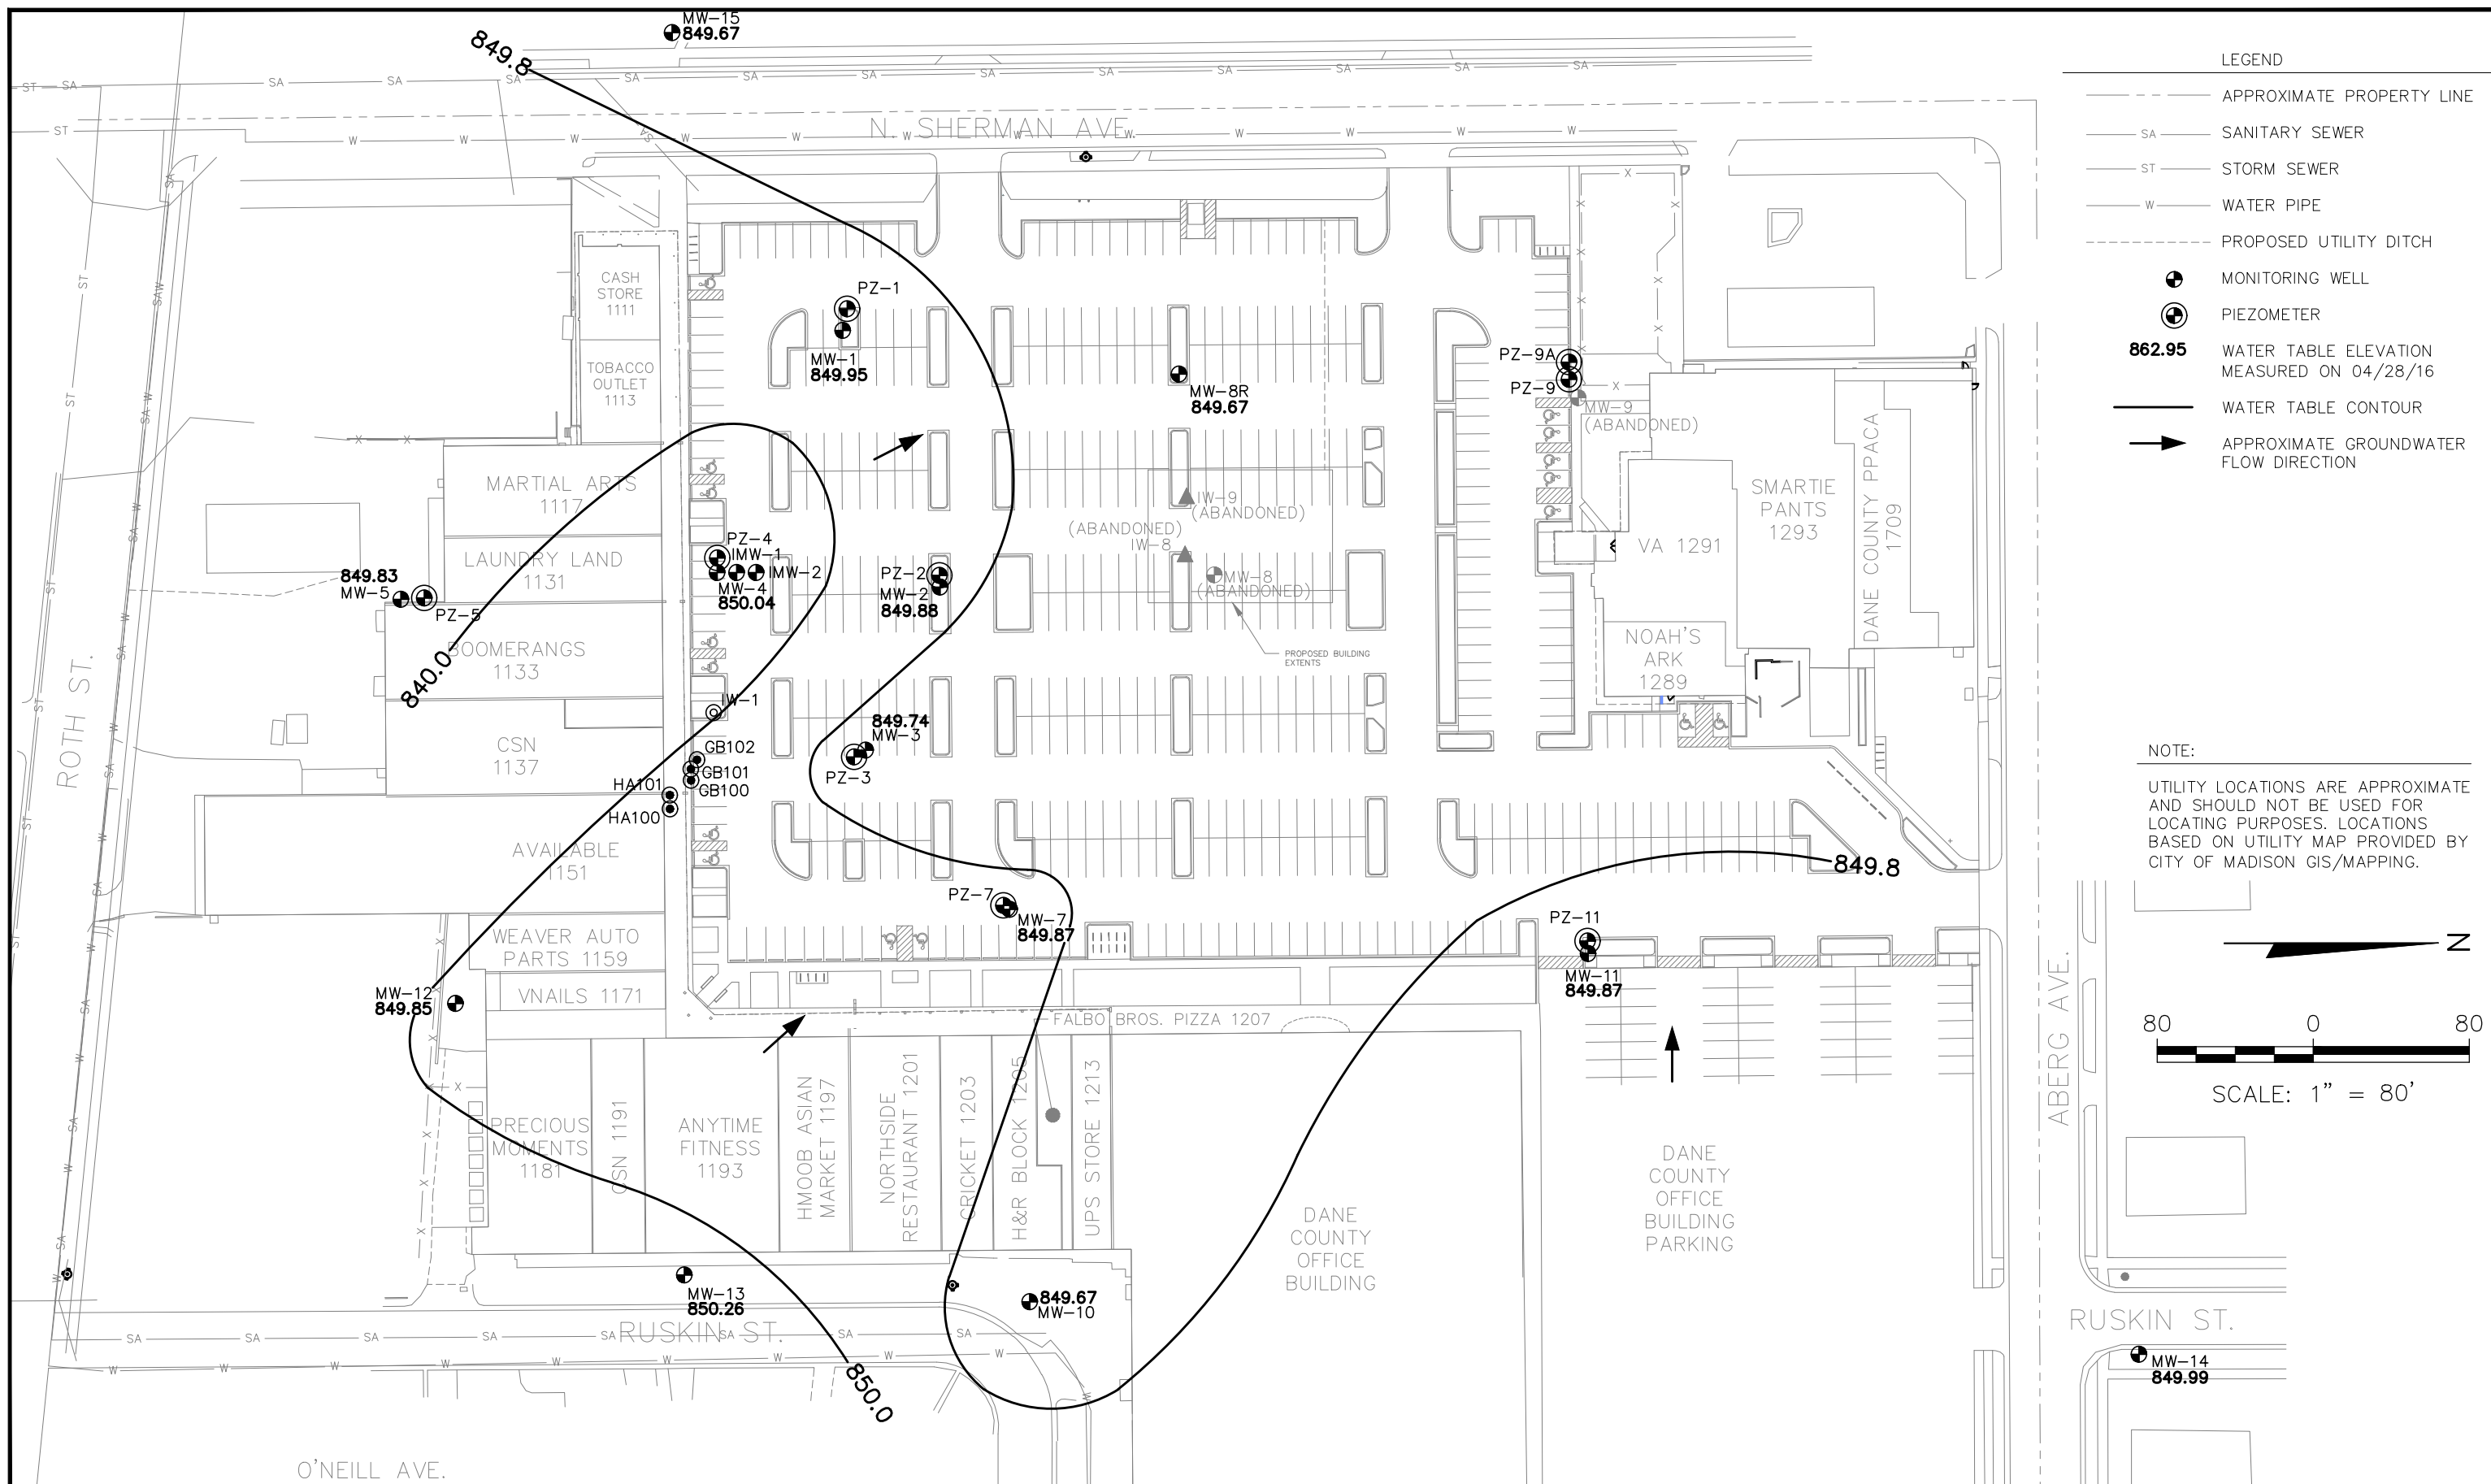 MW-15
849.67
849.8
N. SHERMAN AVE.
ST
SA
W
SAW
X
PZ-1
MW-1
849.95
MW-8R
849.67
PZ-9A
PZ-9
MW-9
(ABANDONED)
CASH
STORE
1111
TOBACCO
OUTLET
1113
MARTIAL ARTS
1117
LAUNDRY LAND
1131
BOOMERANGS
1133
CSN
1137
AVAILABLE
1151
WEAVER AUTO
PARTS 1159
VNAILS 1171
849.83
MW-5
PZ-5
840.0
ROTH ST.
PZ-4
IMW-1
IMW-2
MW-4
850.04
PZ-2
MW-2
849.88
IW-9
(ABANDONED)
(ABANDONED)
IW-8
MW-8
(ABANDONED)
PROPOSED BUILDING
EXTENTS
IW-1
GB102
GB101
GB100
HA101
HA100
849.74
MW-3
PZ-3
PZ-7
MW-7
849.87
VA 1291
SMARTIE
PANTS
1293
DANE COUNTY PPACA
1709
NOAH'S
ARK
1289
849.8
PZ-11
MW-11
849.87
MW-12
849.85
FALBO BROS. PIZZA 1207
PRECIOUS
MOMENTS
1181
CSN 1191
ANYTIME
FITNESS
1193
HMOOB ASIAN
MARKET 1197
NORTHSIDE
RESTAURANT 1201
CRICKET 1203
H&R BLOCK 1205
UPS STORE 1213
DANE
COUNTY
OFFICE
BUILDING
DANE
COUNTY
OFFICE
BUILDING
PARKING
MW-13
850.26
849.67
MW-10
RUSKIN ST.
850.0
O'NEILL AVE.
ABERG AVE.
RUSKIN ST.
MW-14
849.99
LEGEND
APPROXIMATE PROPERTY LINE
SA SANITARY SEWER
ST STORM SEWER
W WATER PIPE
PROPOSED UTILITY DITCH
MONITORING WELL
PIEZOMETER
862.95 WATER TABLE ELEVATION
MEASURED ON 04/28/16
WATER TABLE CONTOUR
APPROXIMATE GROUNDWATER
FLOW DIRECTION
NOTE:
UTILITY LOCATIONS ARE APPROXIMATE
AND SHOULD NOT BE USED FOR
LOCATING PURPOSES. LOCATIONS
BASED ON UTILITY MAP PROVIDED BY
CITY OF MADISON GIS/MAPPING.
N
80 0 80
SCALE: 1" = 80'